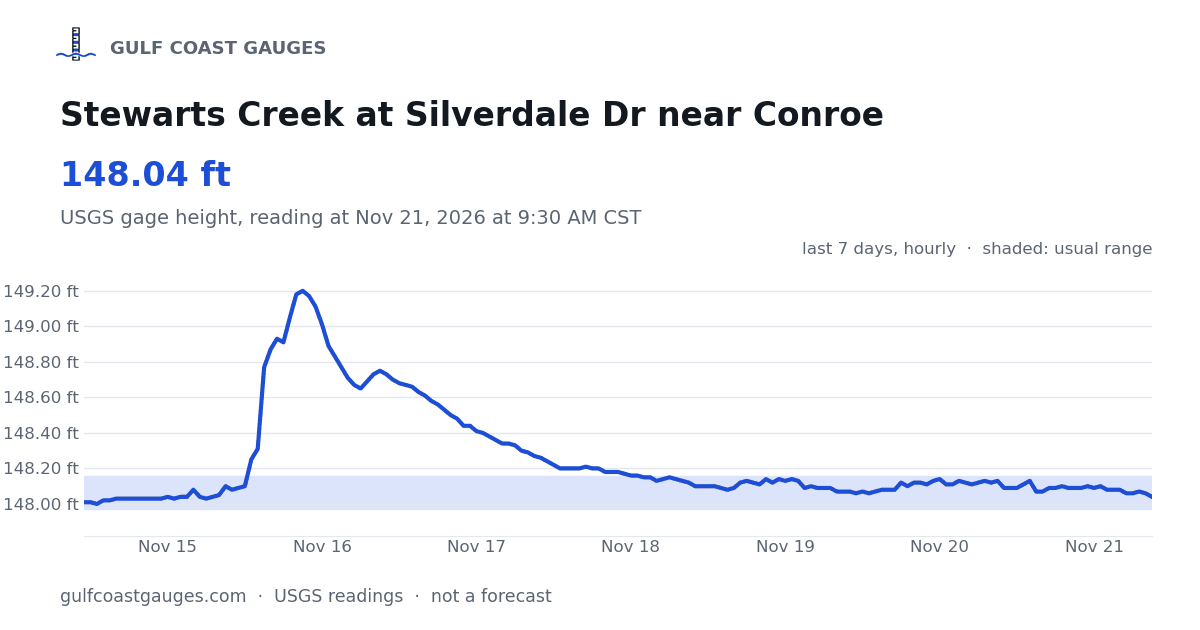 GULF COAST GAUGES
Stewarts Creek at Silverdale Dr near Conroe
148.04 ft
USGS gage height, reading at Nov 21, 2026 at 9:30 AM CST
last 7 days, hourly · shaded: usual range
149.20 ft
149.00 ft
148.80 ft
148.60 ft
148.40 ft
148.20 ft
148.00 ft
Nov 15 Nov 16 Nov 17 Nov 18 Nov 19 Nov 20 Nov 21
gulfcoastgauges.com · USGS readings · not a forecast